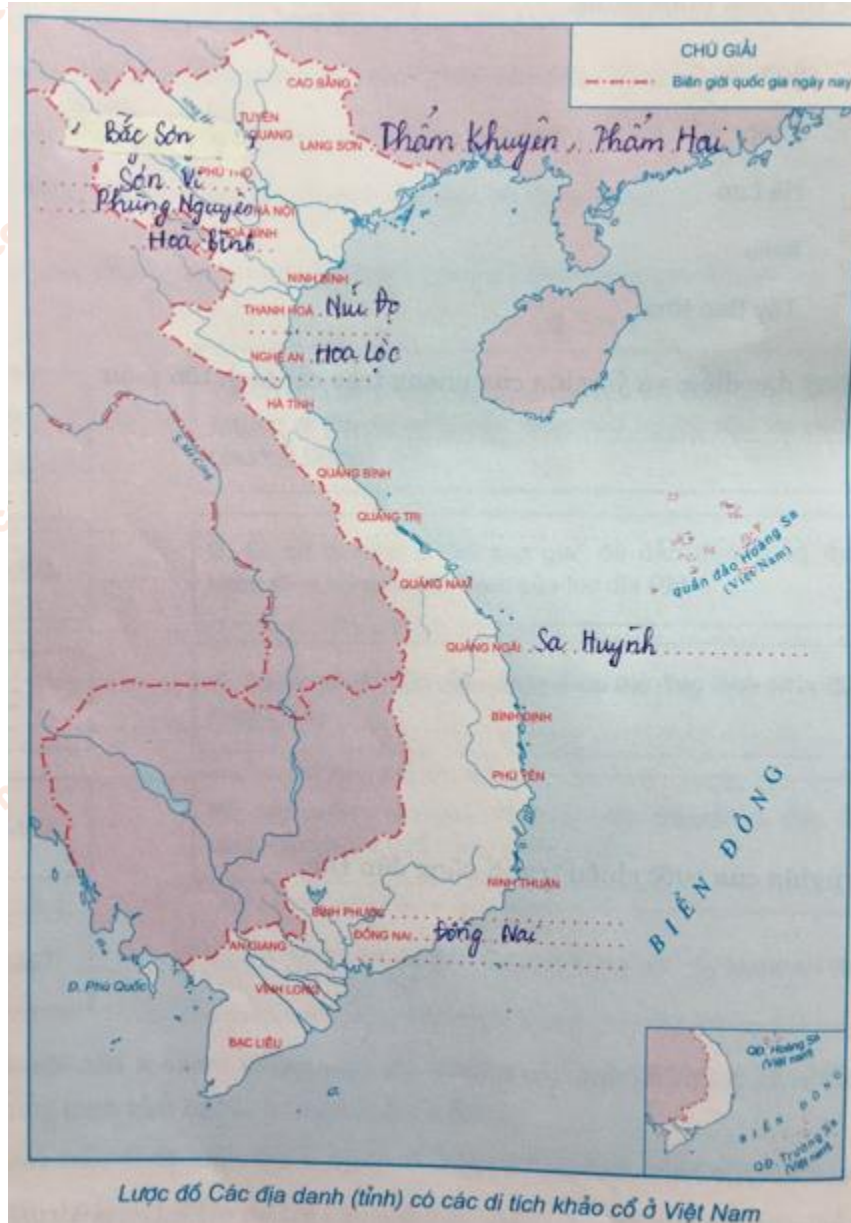 CHÚ GIẢI
Biên giới quốc gia ngày nay
CAO BẰNG
TUYÊN
QUANG
Bắc Sơn
LANG SƠN
Thẩm Khuyên, Thẩm Hai
PHÚ THỌ
Sơn Vi
Phùng Nguyên
HÀ NỘI
HOÀ BÌNH
Hoà Bình
NINH BÌNH
THANH HOÁ
Núi Đọ
NGHỆ AN
Hoa Lộc
HÀ TĨNH
S. Mê Công
QUẢNG BÌNH
QUẢNG TRỊ
quần đảo Hoàng Sa
(Việt Nam)
QUẢNG NAM
QUẢNG NGÃI
Sa Huỳnh
BÌNH ĐỊNH
PHÚ YÊN
BIỂN ĐÔNG
NINH THUẬN
BÌNH PHƯỚC
ĐỒNG NAI
Đồng Nai
AN GIANG
Đ. Phú Quốc
VĨNH LONG
BẠC LIÊU
QĐ. Hoàng Sa
(Việt nam)
BIỂN ĐÔNG
QĐ. Trường Sa
(Việt nam)
Lược đồ Các địa danh (tỉnh) có các di tích khảo cổ ở Việt Nam